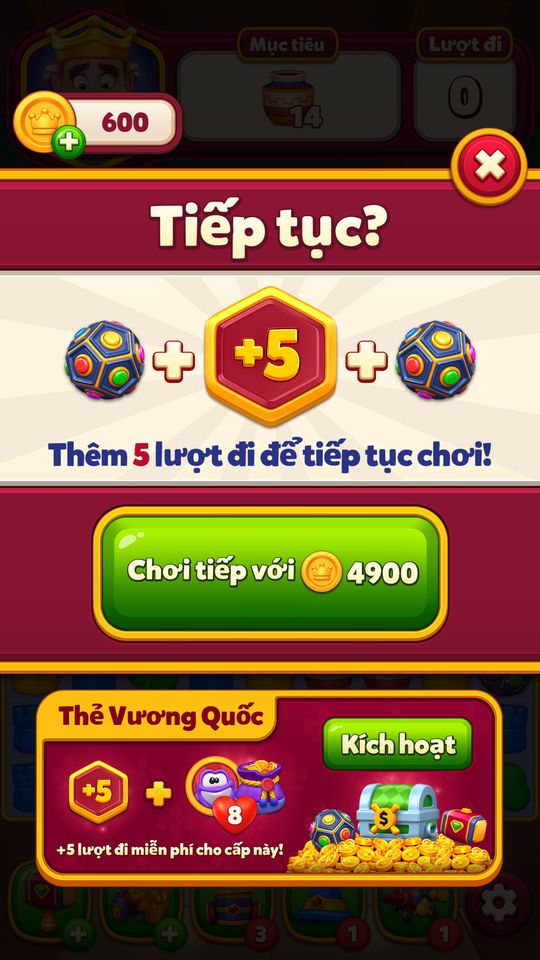 Mục tiêu
Lượt đi
600
14
0
Tiếp tục?
+5
Thêm 5 lượt đi để tiếp tục chơi!
Chơi tiếp với 4900
Thẻ Vương Quốc
Kích hoạt
+5
8
$
+5 lượt đi miễn phí cho cấp này!
3
1
1